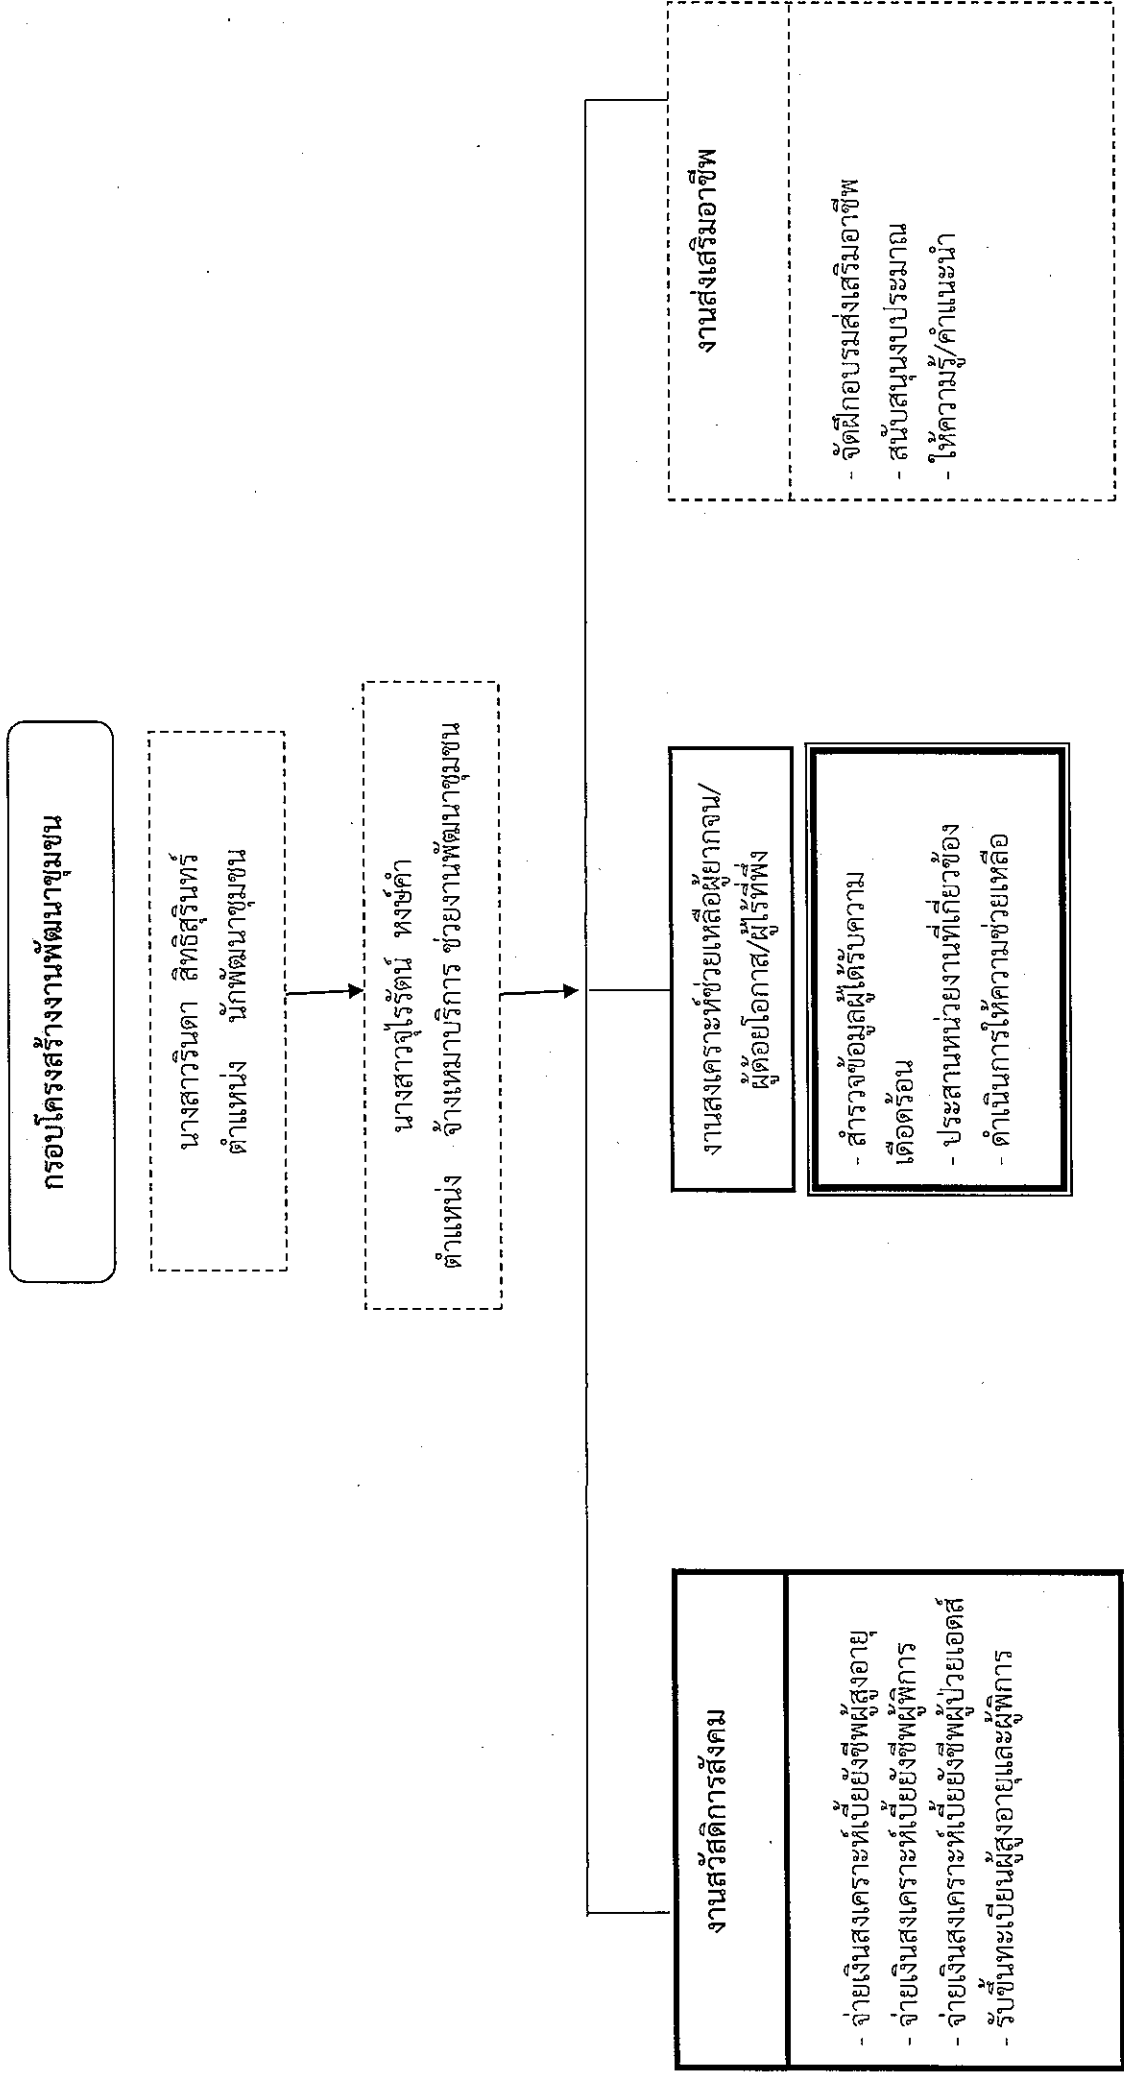 กรอบโครงสร้างงานพัฒนาชุมชน
นางสาววรินดา สิทธิสุรินทร์
ตำแหน่ง นักพัฒนาชุมชน
นางสาวจุไรรัตน์ หงษ์คำ
ตำแหน่ง จ้างเหมาบริการ ช่วยงานพัฒนาชุมชน
งานสวัสดิการสังคม
- จ่ายเงินสงเคราะห์เบี้ยยังชีพผู้สูงอายุ
- จ่ายเงินสงเคราะห์เบี้ยยังชีพผู้พิการ
- จ่ายเงินสงเคราะห์เบี้ยยังชีพผู้ป่วยเอดส์
- รับขึ้นทะเบียนผู้สูงอายุและผู้พิการ
งานสงเคราะห์ช่วยเหลือผู้ยากจน/
ผู้ด้อยโอกาส/ผู้ไร้ที่พึ่ง
- สำรวจข้อมูลผู้ได้รับความ
เดือดร้อน
- ประสานหน่วยงานที่เกี่ยวข้อง
- ดำเนินการให้ความช่วยเหลือ
งานส่งเสริมอาชีพ
- จัดฝึกอบรมส่งเสริมอาชีพ
- สนับสนุนงบประมาณ
- ให้ความรู้/คำแนะนำ